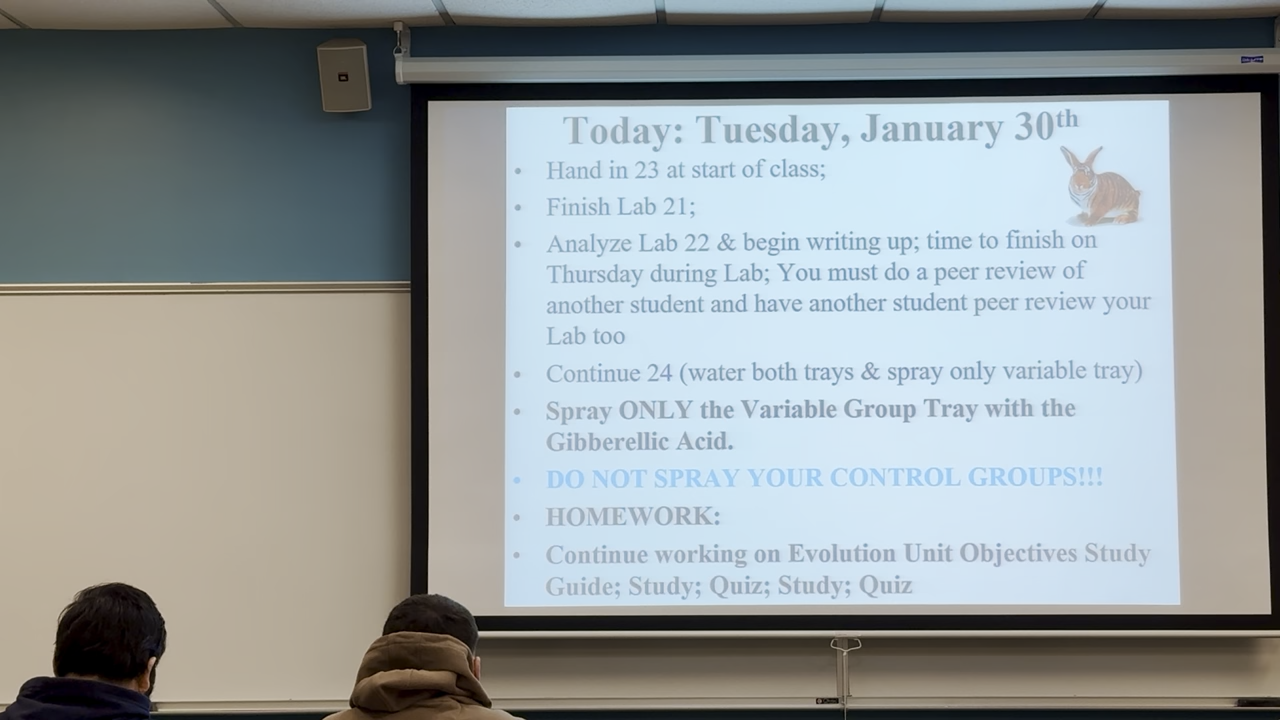 Today: Tuesday, January 30th
• Hand in 23 at start of class;
• Finish Lab 21;
• Analyze Lab 22 & begin writing up; time to finish on
Thursday during Lab; You must do a peer review of
another student and have another student peer review your
Lab too
• Continue 24 (water both trays & spray only variable tray)
• Spray ONLY the Variable Group Tray with the
Gibberellic Acid.
• DO NOT SPRAY YOUR CONTROL GROUPS!!!
• HOMEWORK:
• Continue working on Evolution Unit Objectives Study
Guide; Study; Quiz; Study; Quiz